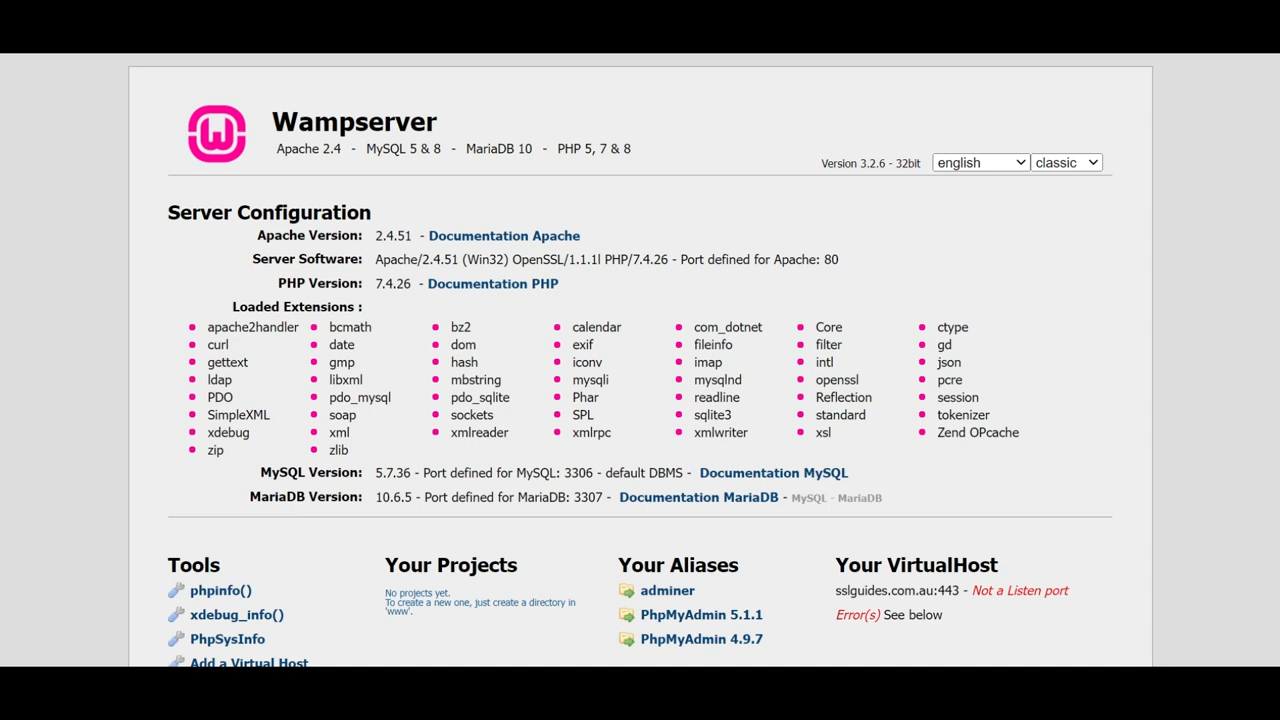 Wampserver
Apache 2.4 - MySQL 5 & 8 - MariaDB 10 - PHP 5, 7 & 8
Version 3.2.6 - 32bit english classic
Server Configuration
Apache Version: 2.4.51 - Documentation Apache
Server Software: Apache/2.4.51 (Win32) OpenSSL/1.1.1l PHP/7.4.26 - Port defined for Apache: 80
PHP Version: 7.4.26 - Documentation PHP
Loaded Extensions :
apache2handler bcmath bz2 calendar com_dotnet Core ctype
curl date dom exif fileinfo filter gd
gettext gmp hash iconv imap intl json
ldap libxml mbstring mysqli mysqlnd openssl pcre
PDO pdo_mysql pdo_sqlite Phar readline Reflection session
SimpleXML soap sockets SPL sqlite3 standard tokenizer
xdebug xml xmlreader xmlrpc xmlwriter xsl Zend OPcache
zip zlib
MySQL Version: 5.7.36 - Port defined for MySQL: 3306 - default DBMS - Documentation MySQL
MariaDB Version: 10.6.5 - Port defined for MariaDB: 3307 - Documentation MariaDB - MySQL - MariaDB
Tools
phpinfo()
xdebug_info()
PhpSysInfo
Add a Virtual Host
Your Projects
No projects yet.
To create a new one, just create a directory in
'www'.
Your Aliases
adminer
PhpMyAdmin 5.1.1
PhpMyAdmin 4.9.7
Your VirtualHost
sslguides.com.au:443 - Not a Listen port
Error(s) See below